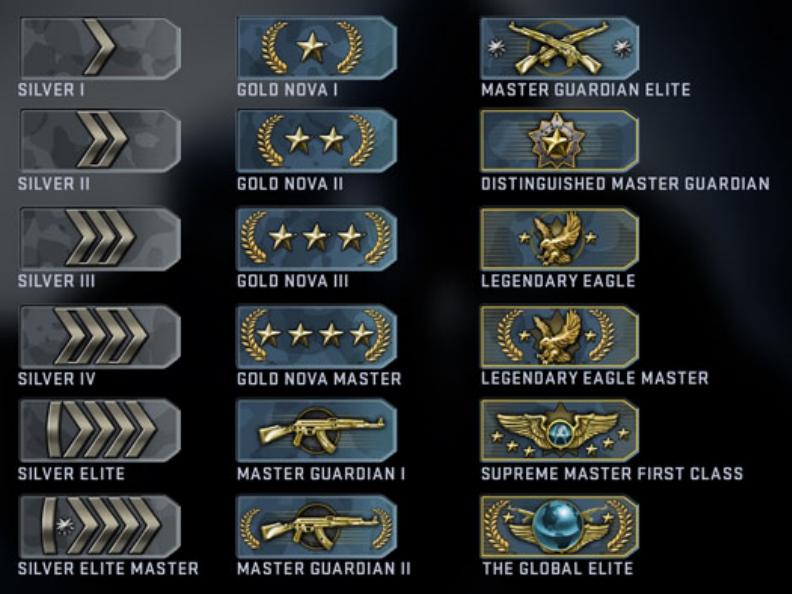 SILVER I
SILVER II
SILVER III
SILVER IV
SILVER ELITE
SILVER ELITE MASTER
GOLD NOVA I
GOLD NOVA II
GOLD NOVA III
GOLD NOVA MASTER
MASTER GUARDIAN I
MASTER GUARDIAN II
MASTER GUARDIAN ELITE
DISTINGUISHED MASTER GUARDIAN
LEGENDARY EAGLE
LEGENDARY EAGLE MASTER
SUPREME MASTER FIRST CLASS
THE GLOBAL ELITE